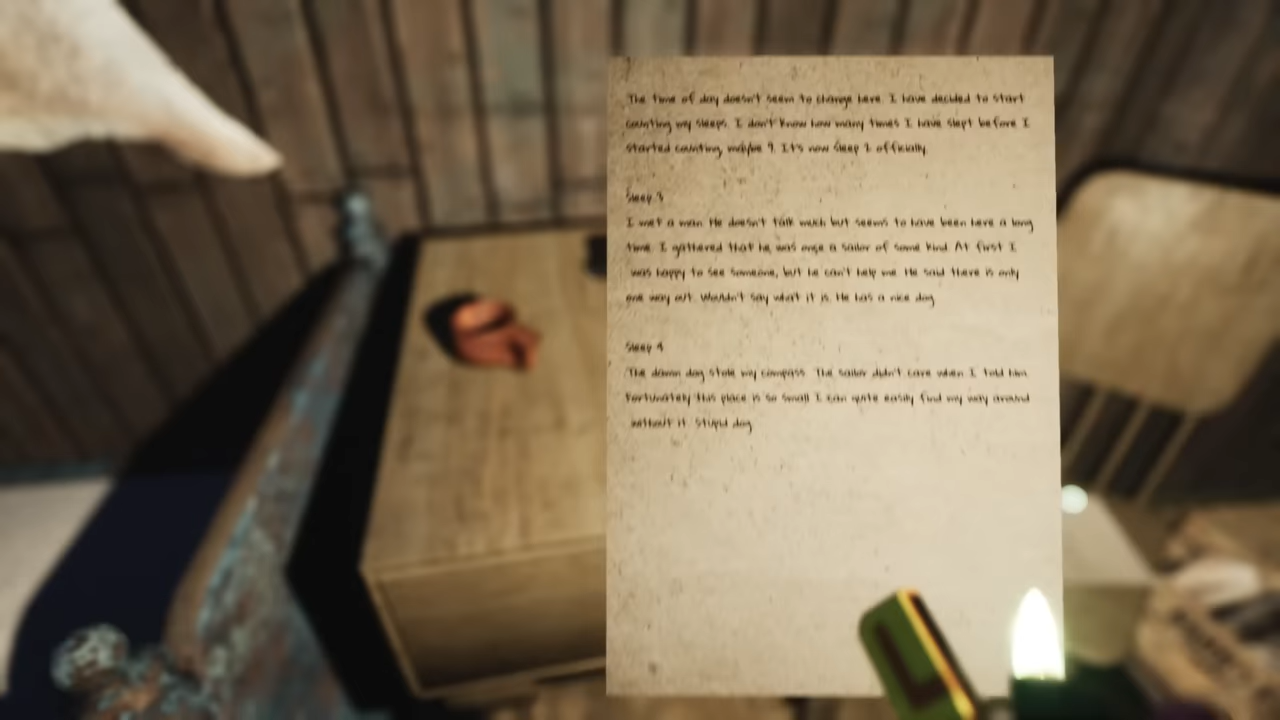 The time of day doesn't seem to change here. I have decided to start
counting my sleeps. I don't know how many times I have slept before I
started counting, maybe 9. It's now Sleep 2 officially.
Sleep 3
I met a man. He doesn't talk much but seems to have been here a long
time. I gathered that he was once a sailor of some kind. At first I
was happy to see someone, but he can't help me. He said there is only
one way out. Wouldn't say what it is. He has a nice dog
Sleep 4
The damn dog stole my compass. The sailor didn't care when I told him.
Fortunately this place is so small I can quite easily find my way around
without it. Stupid dog